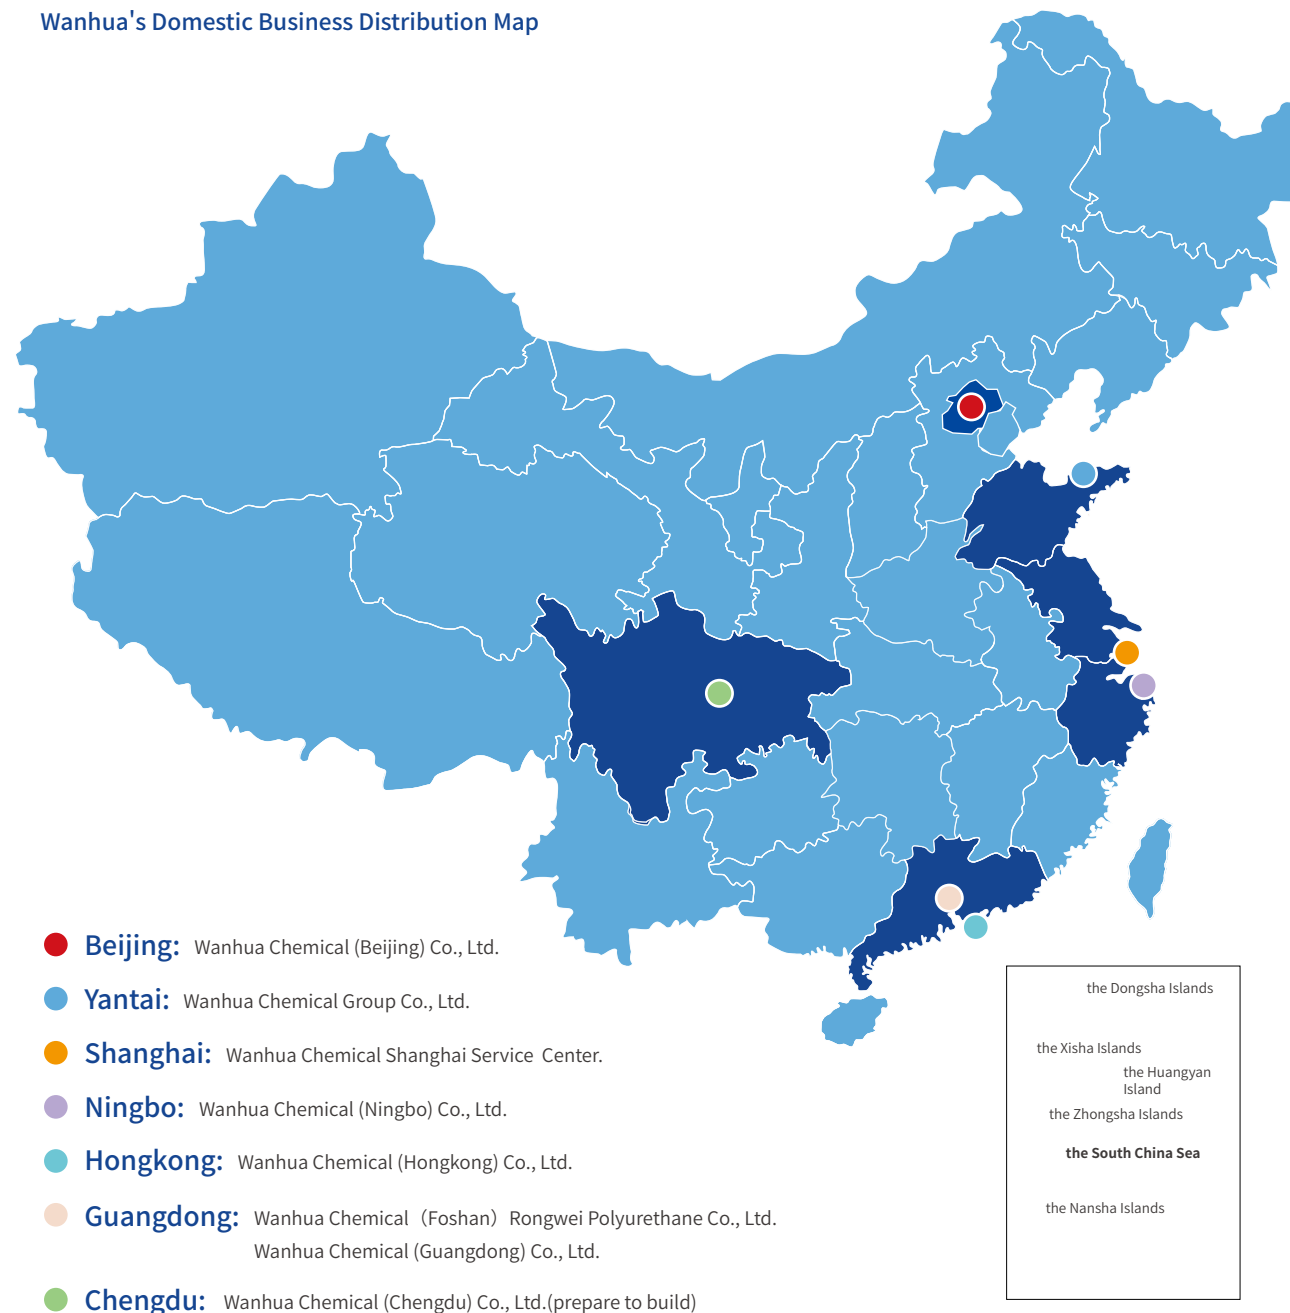 Wanhua's Domestic Business Distribution Map
Beijing: Wanhua Chemical (Beijing) Co., Ltd.
Yantai: Wanhua Chemical Group Co., Ltd.
Shanghai: Wanhua Chemical Shanghai Service Center.
Ningbo: Wanhua Chemical (Ningbo) Co., Ltd.
Hongkong: Wanhua Chemical (Hongkong) Co., Ltd.
Guangdong: Wanhua Chemical（Foshan）Rongwei Polyurethane Co., Ltd.
Wanhua Chemical (Guangdong) Co., Ltd.
Chengdu: Wanhua Chemical (Chengdu) Co., Ltd.(prepare to build)
the Dongsha Islands
the Xisha Islands
the Huangyan
Island
the Zhongsha Islands
the South China Sea
the Nansha Islands